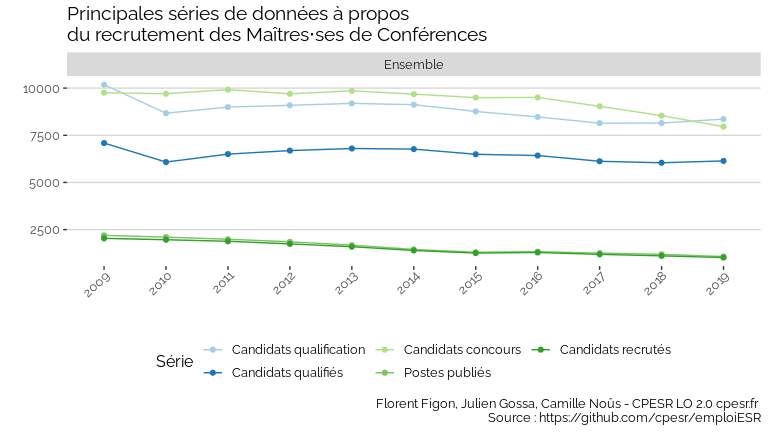 Principales séries de données à propos
du recrutement des Maîtres·ses de Conférences
Ensemble
10000
7500
5000
2500
2009 2010 2011 2012 2013 2014 2015 2016 2017 2018 2019
Série
Candidats qualification Candidats concours Candidats recrutés
Candidats qualifiés Postes publiés
Florent Figon, Julien Gossa, Camille Noûs - CPESR LO 2.0 cpesr.fr
Source : https://github.com/cpesr/emploiESR